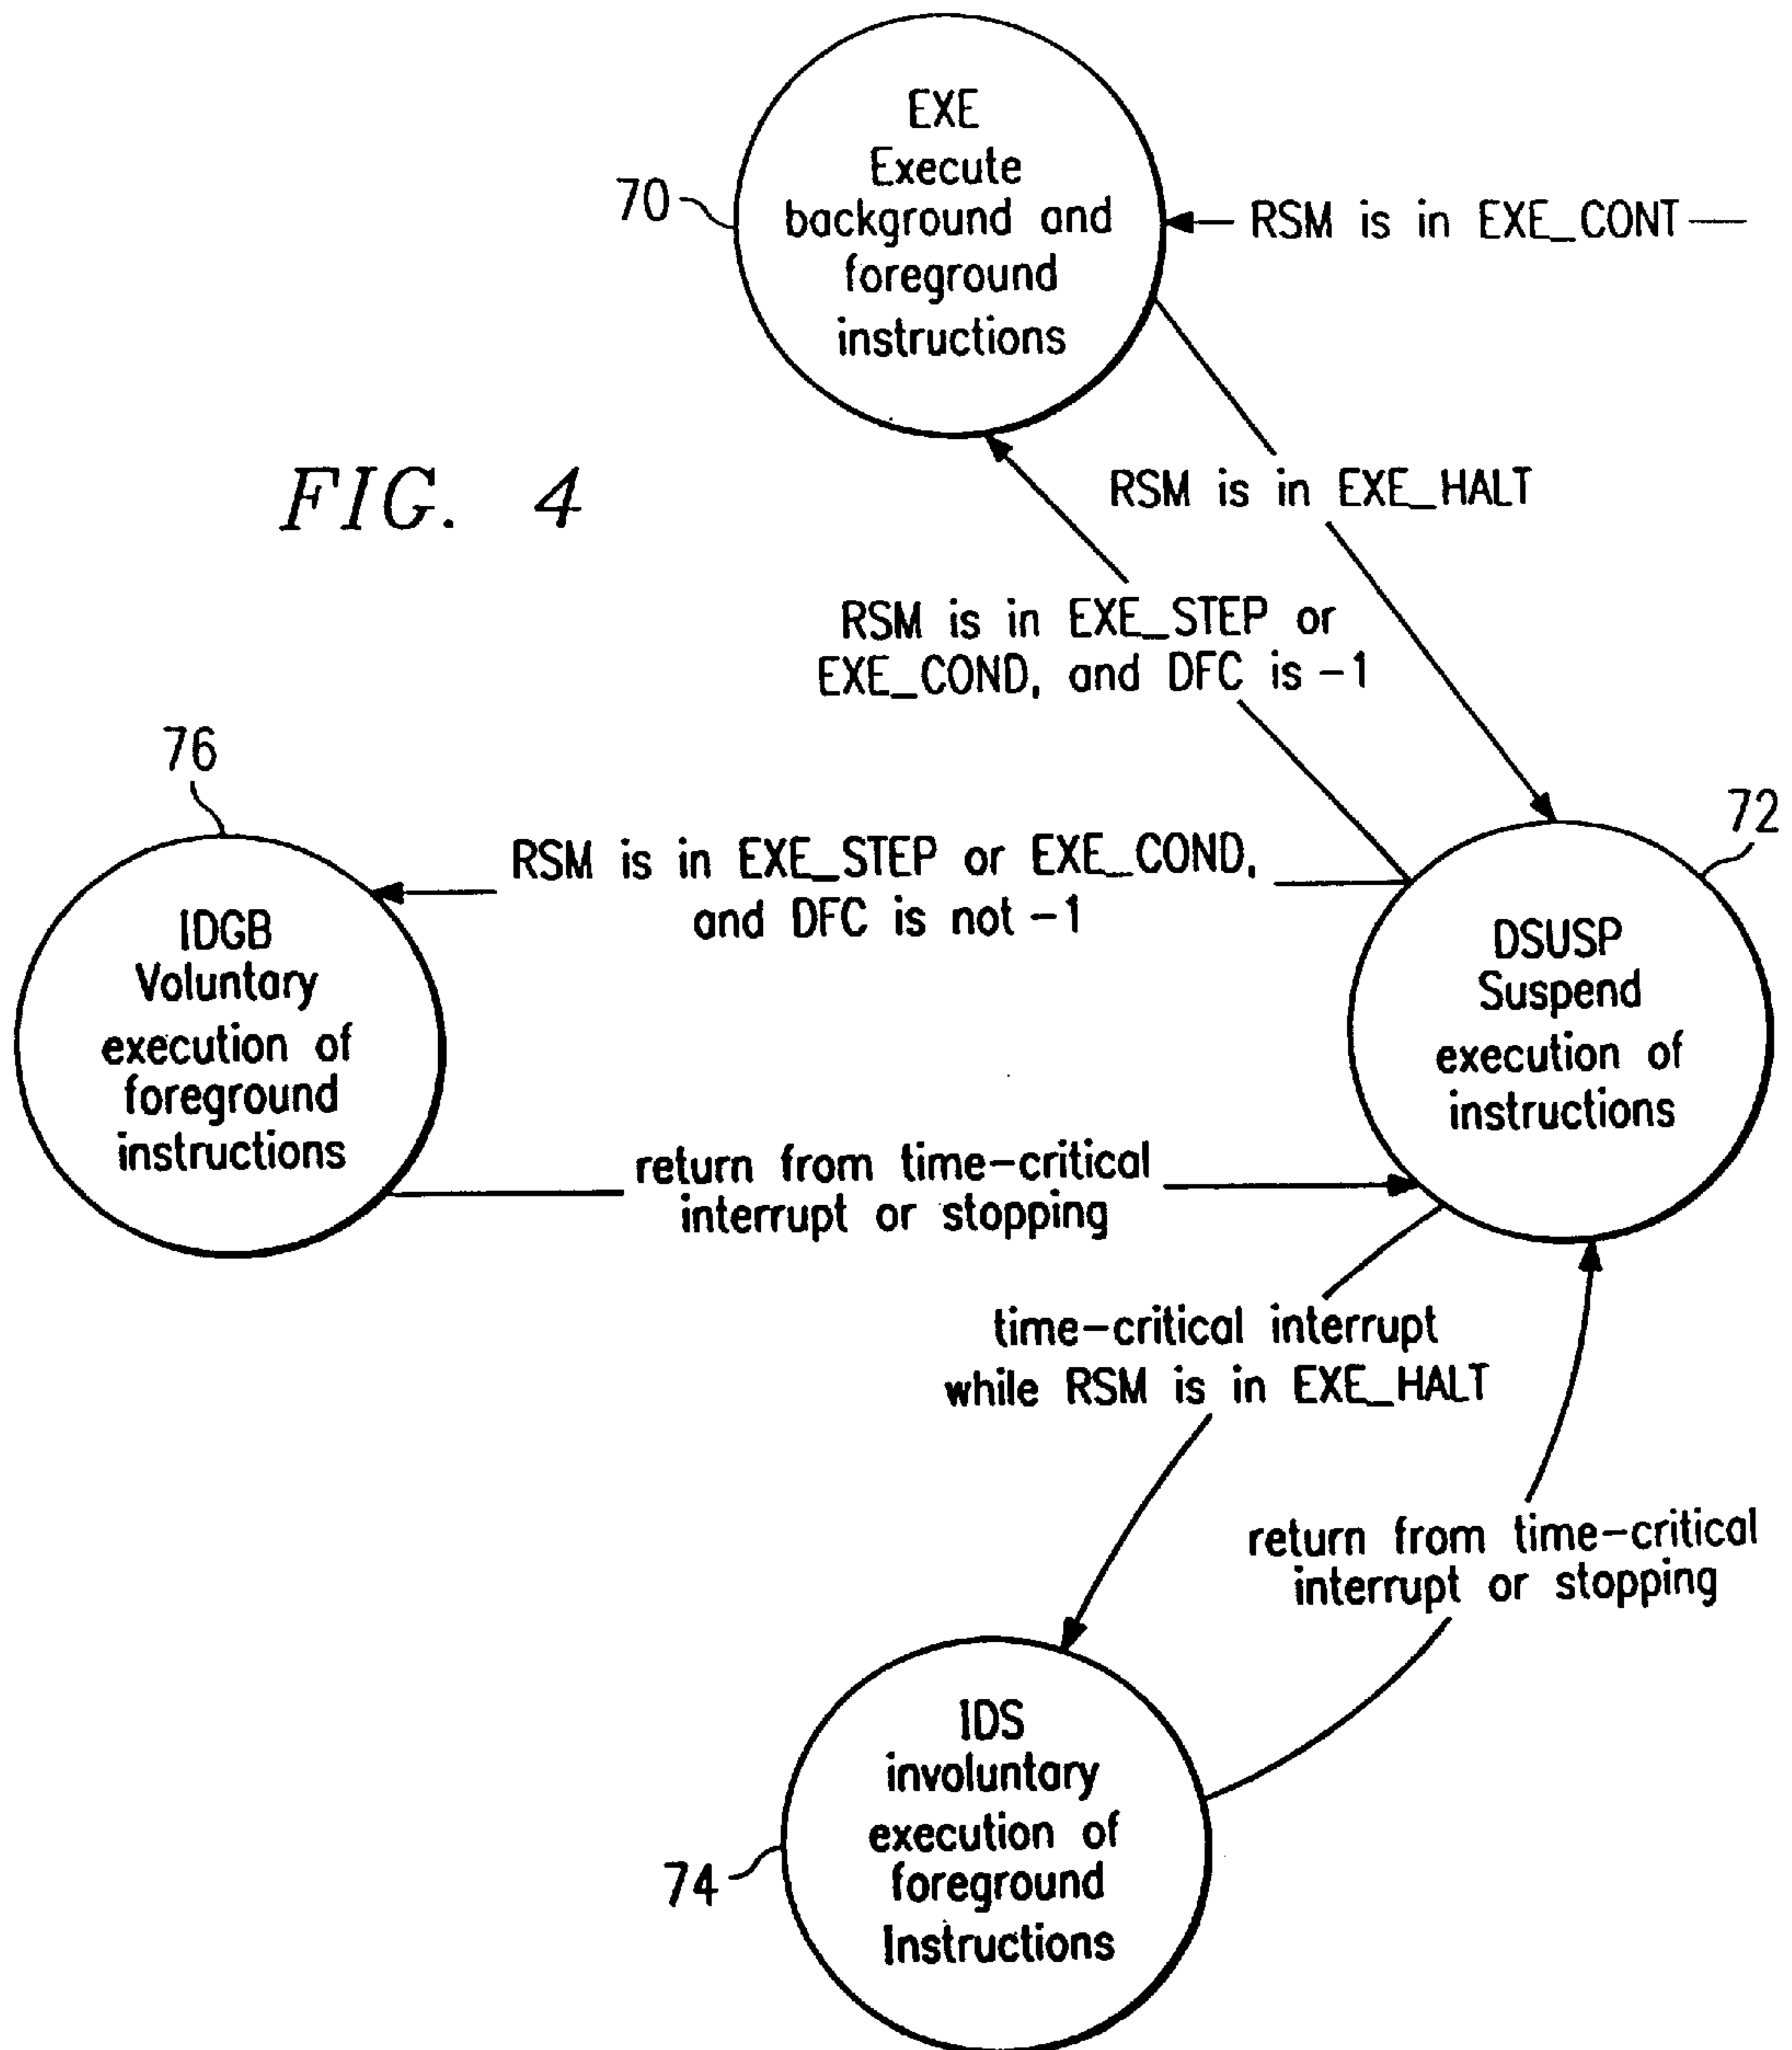 EXE
Execute
background and
foreground
instructions
70
RSM is in EXE_CONT
FIG. 4
RSM is in EXE_HALT
RSM is in EXE_STEP or
EXE_COND, and DFC is -1
76
72
RSM is in EXE_STEP or EXE_COND,
and DFC is not -1
IDGB
Voluntary
execution of
foreground
instructions
DSUSP
Suspend
execution of
instructions
return from time-critical
interrupt or stopping
time-critical interrupt
while RSM is in EXE_HALT
return from time-critical
interrupt or stopping
IDS
involuntary
execution of
foreground
Instructions
74